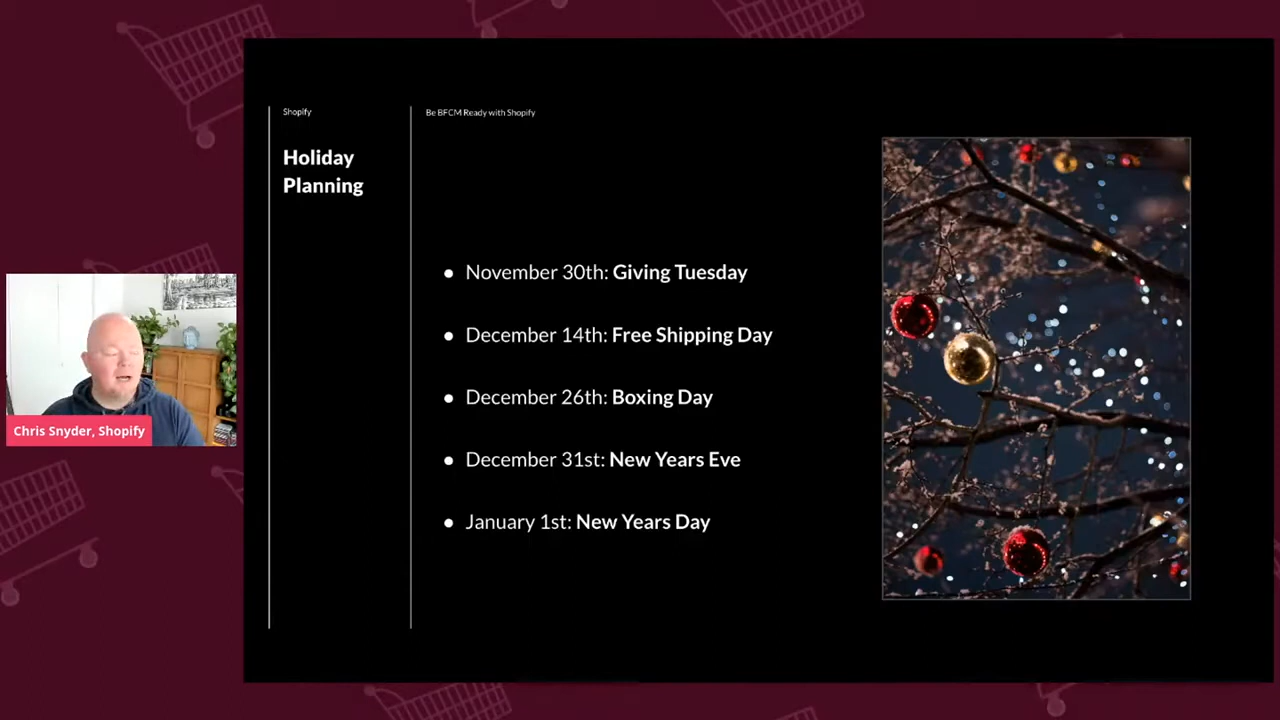 Shopify
Be BFCM Ready with Shopify
Holiday
Planning
● November 30th: Giving Tuesday
● December 14th: Free Shipping Day
● December 26th: Boxing Day
● December 31st: New Years Eve
● January 1st: New Years Day
Chris Snyder, Shopify